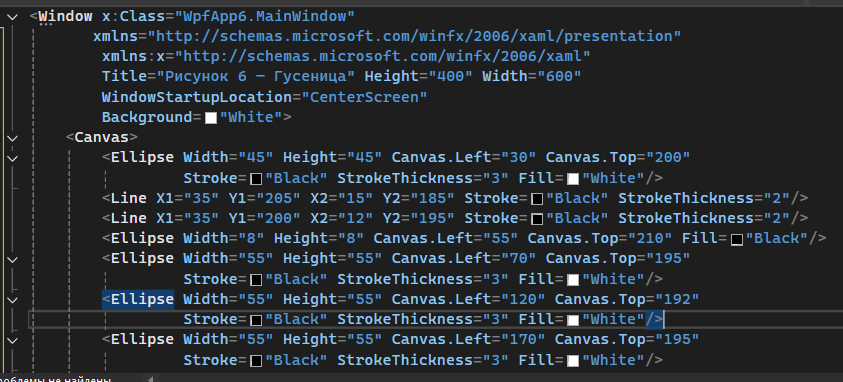 <Window x:Class="WpfApp6.MainWindow"
xmlns="http://schemas.microsoft.com/winfx/2006/xaml/presentation"
xmlns:x="http://schemas.microsoft.com/winfx/2006/xaml"
Title="Рисунок 6 — Гусеница" Height="400" Width="600"
WindowStartupLocation="CenterScreen"
Background="White">
<Canvas>
<Ellipse Width="45" Height="45" Canvas.Left="30" Canvas.Top="200"
Stroke="Black" StrokeThickness="3" Fill="White"/>
<Line X1="35" Y1="205" X2="15" Y2="185" Stroke="Black" StrokeThickness="2"/>
<Line X1="35" Y1="200" X2="12" Y2="195" Stroke="Black" StrokeThickness="2"/>
<Ellipse Width="8" Height="8" Canvas.Left="55" Canvas.Top="210" Fill="Black"/>
<Ellipse Width="55" Height="55" Canvas.Left="70" Canvas.Top="195"
Stroke="Black" StrokeThickness="3" Fill="White"/>
<Ellipse Width="55" Height="55" Canvas.Left="120" Canvas.Top="192"
Stroke="Black" StrokeThickness="3" Fill="White"/>
<Ellipse Width="55" Height="55" Canvas.Left="170" Canvas.Top="195"
Stroke="Black" StrokeThickness="3" Fill="White"/>
роблемы не найдены